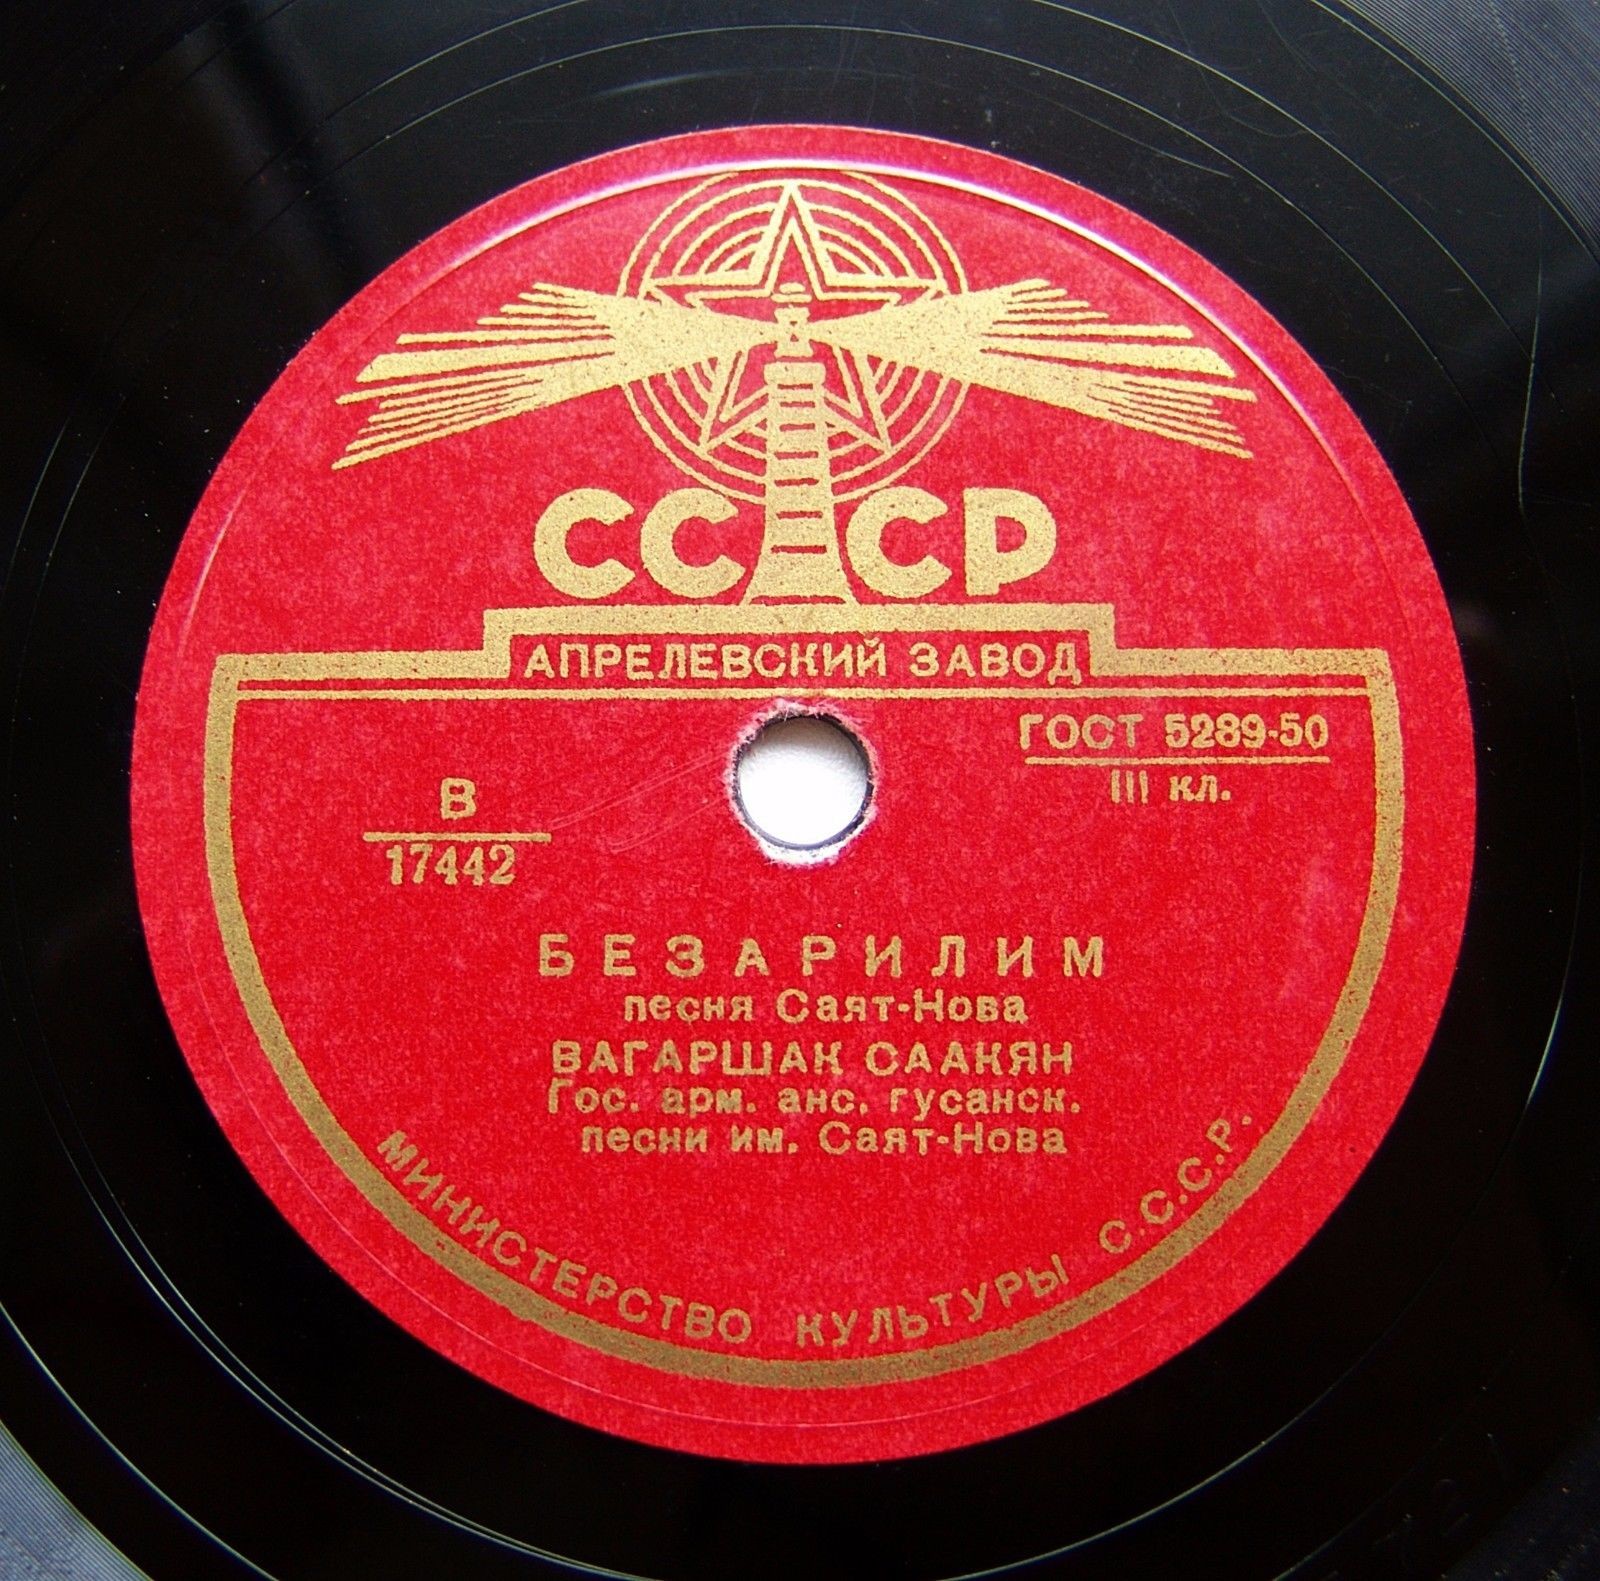 СССР
АПРЕЛЕВСКИЙ ЗАВОД
ГОСТ 5289-50
III кл.
В
17442
БЕЗАРИЛИМ
песня Саят-Нова
ВАГАРШАК СААКЯН
Гос. арм. анс. гусанск.
песни им. Саят-Нова
МИНИСТЕРСТВО КУЛЬТУРЫ С.С.С.Р.